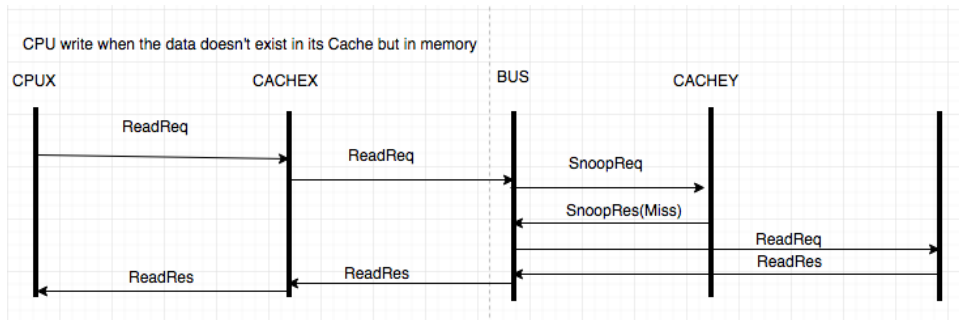 CPU write when the data doesn't exist in its Cache but in memory
CPUX
CACHEX
BUS
CACHEY
ReadReq
ReadReq
SnoopReq
SnoopRes(Miss)
ReadReq
ReadRes
ReadRes
ReadRes